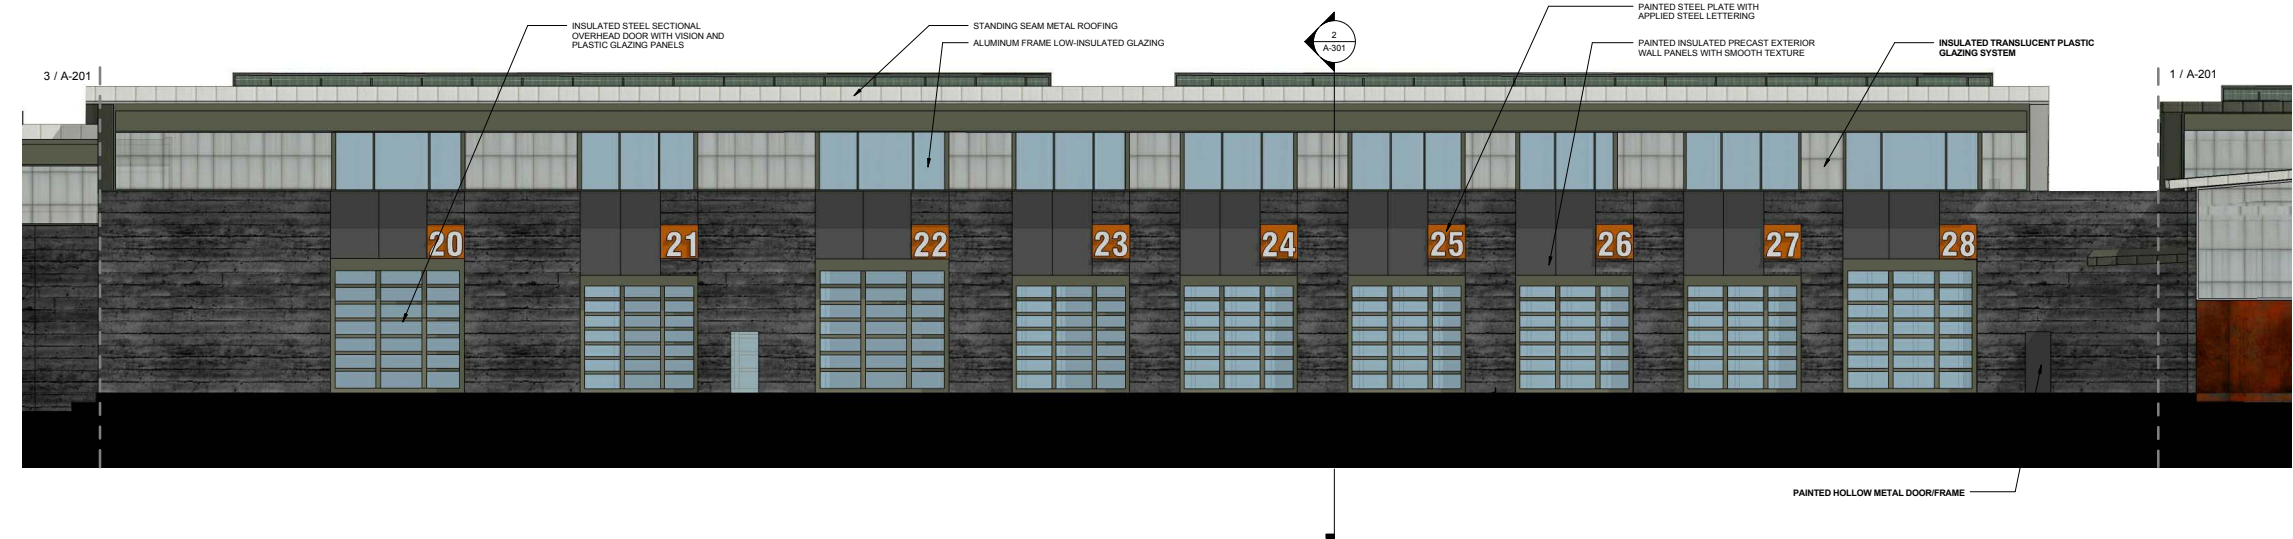 INSULATED STEEL SECTIONAL
OVERHEAD DOOR WITH VISION AND
PLASTIC GLAZING PANELS
STANDING SEAM METAL ROOFING
ALUMINUM FRAME LOW-INSULATED GLAZING
2
A-301
PAINTED STEEL PLATE WITH
APPLIED STEEL LETTERING
PAINTED INSULATED PRECAST EXTERIOR
WALL PANELS WITH SMOOTH TEXTURE
INSULATED TRANSLUCENT PLASTIC
GLAZING SYSTEM
3 / A-201
1 / A-201
20
21
22
23
24
25
26
27
28
PAINTED HOLLOW METAL DOOR/FRAME